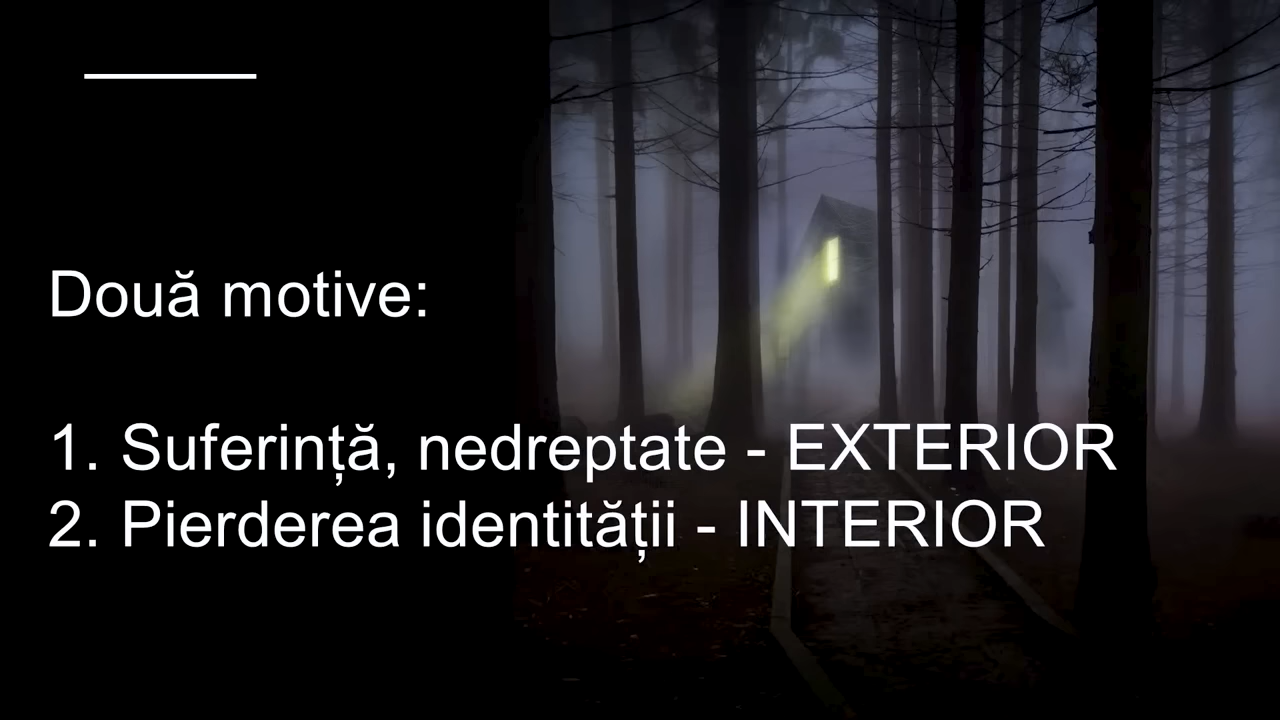 Două motive:
1. Suferință, nedreptate - EXTERIOR
2. Pierderea identității - INTERIOR